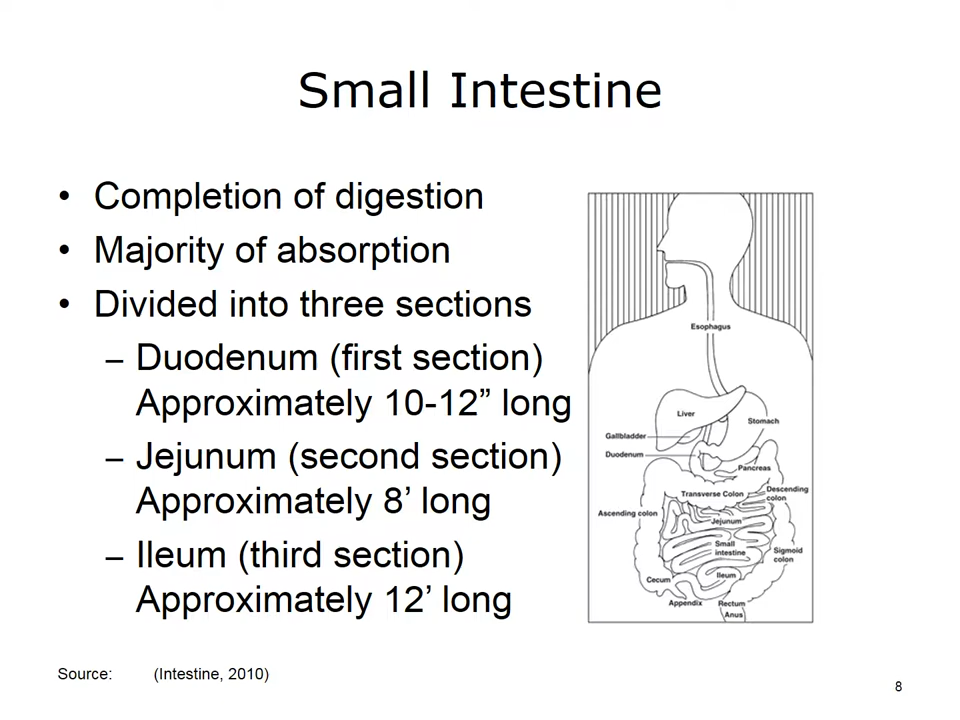 Small Intestine
• Completion of digestion
• Majority of absorption
• Divided into three sections
– Duodenum (first section)
Approximately 10-12” long
– Jejunum (second section)
Approximately 8’ long
– Ileum (third section)
Approximately 12’ long
Esophagus
Liver
Stomach
Gallbladder
Duodenum
Pancreas
Transverse Colon
Descending
colon
Ascending colon
Jejunum
Small
intestine
Sigmoid
colon
Ileum
Cecum
Appendix
Rectum
Anus
Source: (Intestine, 2010)
8